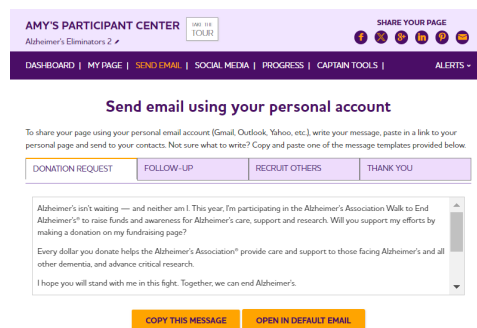 AMY'S PARTICIPANT CENTER
TAKE THE
TOUR
SHARE YOUR PAGE
Alzheimer's Eliminators 2
DASHBOARD | MY PAGE | SEND EMAIL | SOCIAL MEDIA | PROGRESS | CAPTAIN TOOLS | ALERTS
Send email using your personal account
To share your page using your personal email account (Gmail, Outlook, Yahoo, etc.), write your message, paste in a link to your
personal page and send to your contacts. Not sure what to write? Copy and paste one of the message templates provided below.
DONATION REQUEST FOLLOW-UP RECRUIT OTHERS THANK YOU
Alzheimer's isn't waiting — and neither am I. This year, I'm participating in the Alzheimer's Association Walk to End
Alzheimer's® to raise funds and awareness for Alzheimer's care, support and research. Will you support my efforts by
making a donation on my fundraising page?
Every dollar you donate helps the Alzheimer's Association® provide care and support to those facing Alzheimer's and all
other dementia, and advance critical research.
I hope you will stand with me in this fight. Together, we can end Alzheimer's.
COPY THIS MESSAGE OPEN IN DEFAULT EMAIL